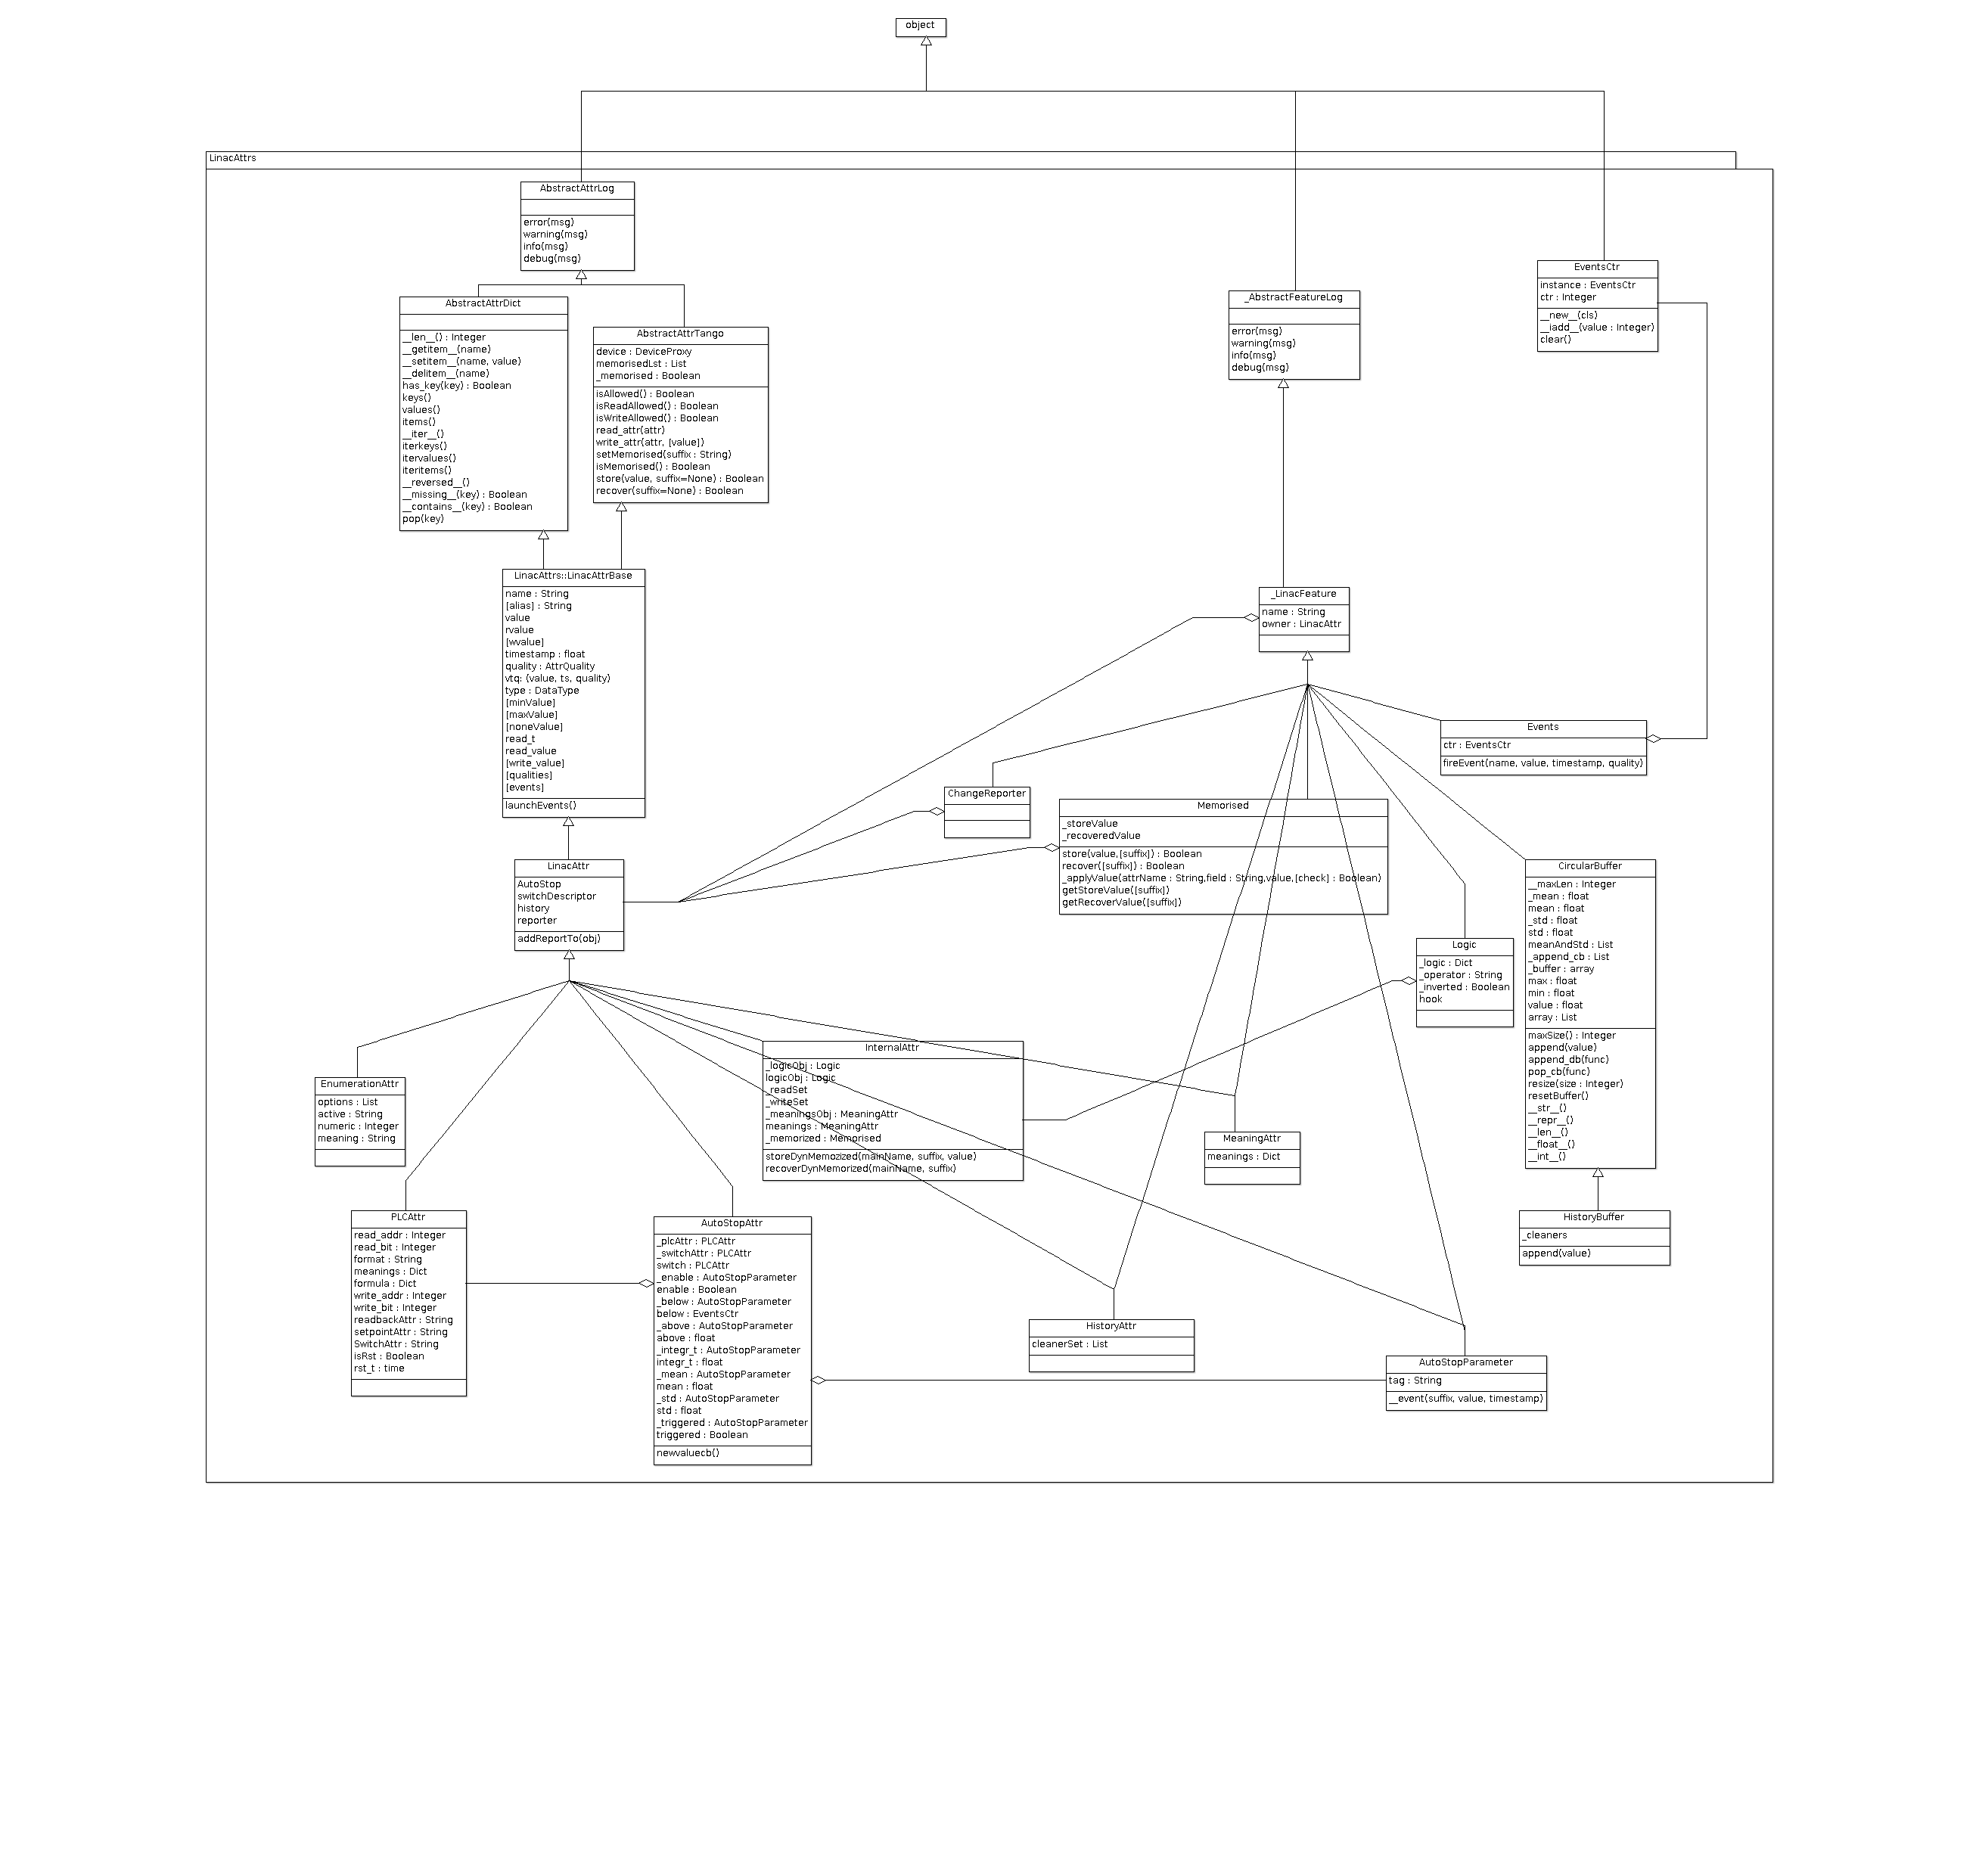 object
LinacAttrs
AbstractAttrLog
error(msg)
warning(msg)
info(msg)
debug(msg)
AbstractAttrDict
__len__() : Integer
__getitem__(name)
__setitem__(name, value)
__delitem__(name)
has_key(key) : Boolean
keys()
values()
items()
__iter__()
iterkeys()
itervalues()
iteritems()
__reversed__()
__missing__(key) : Boolean
__contains__(key) : Boolean
pop(key)
AbstractAttrTango
device : DeviceProxy
memorisedLst : List
_memorised : Boolean
isAllowed() : Boolean
isReadAllowed() : Boolean
isWriteAllowed() : Boolean
read_attr(attr)
write_attr(attr, [value])
setMemorised(suffix : String)
isMemorised() : Boolean
store(value, suffix=None) : Boolean
recover(suffix=None) : Boolean
_AbstractFeatureLog
error(msg)
warning(msg)
info(msg)
debug(msg)
EventsCtr
instance : EventsCtr
ctr : Integer
__new__(cls)
__iadd__(value : Integer)
clear()
LinacAttrs::LinacAttrBase
name : String
[alias] : String
value
rvalue
[wvalue]
timestamp : float
quality : AttrQuality
vtq: (value, ts, quality)
type : DataType
[minValue]
[maxValue]
[noneValue]
read_t
read_value
[write_value]
[qualities]
[events]
launchEvents()
_LinacFeature
name : String
owner : LinacAttr
Events
ctr : EventsCtr
fireEvent(name, value, timestamp, quality)
ChangeReporter
Memorised
_storeValue
_recoveredValue
store(value,[suffix]) : Boolean
recover([suffix]) : Boolean
_applyValue(attrName : String,field : String,value,[check] : Boolean)
getStoreValue([suffix])
getRecoverValue([suffix])
LinacAttr
AutoStop
switchDescriptor
history
reporter
addReportTo(obj)
CircularBuffer
__maxLen : Integer
_mean : float
mean : float
_std : float
std : float
meanAndStd : List
_append_cb : List
_buffer : array
max : float
min : float
value : float
array : List
maxSize() : Integer
append(value)
append_db(func)
pop_cb(func)
resize(size : Integer)
resetBuffer()
__str__()
__repr__()
__len__()
__float__()
__int__()
Logic
_logic : Dict
_operator : String
_inverted : Boolean
hook
InternalAttr
_logicObj : Logic
logicObj : Logic
_readSet
_writeSet
_meaningsObj : MeaningAttr
meanings : MeaningAttr
_memorized : Memorised
storeDynMemozized(mainName, suffix, value)
recoverDynMemorized(mainName, suffix)
EnumerationAttr
options : List
active : String
numeric : Integer
meaning : String
MeaningAttr
meanings : Dict
PLCAttr
read_addr : Integer
read_bit : Integer
format : String
meanings : Dict
formula : Dict
write_addr : Integer
write_bit : Integer
readbackAttr : String
setpointAttr : String
SwitchAttr : String
isRst : Boolean
rst_t : time
AutoStopAttr
_plcAttr : PLCAttr
_switchAttr : PLCAttr
switch : PLCAttr
_enable : AutoStopParameter
enable : Boolean
_below : AutoStopParameter
below : EventsCtr
_above : AutoStopParameter
above : float
_integr_t : AutoStopParameter
integr_t : float
_mean : AutoStopParameter
mean : float
_std : AutoStopParameter
std : float
_triggered : AutoStopParameter
triggered : Boolean
newvaluecb()
HistoryBuffer
_cleaners
append(value)
HistoryAttr
cleanerSet : List
AutoStopParameter
tag : String
__event(suffix, value, timestamp)